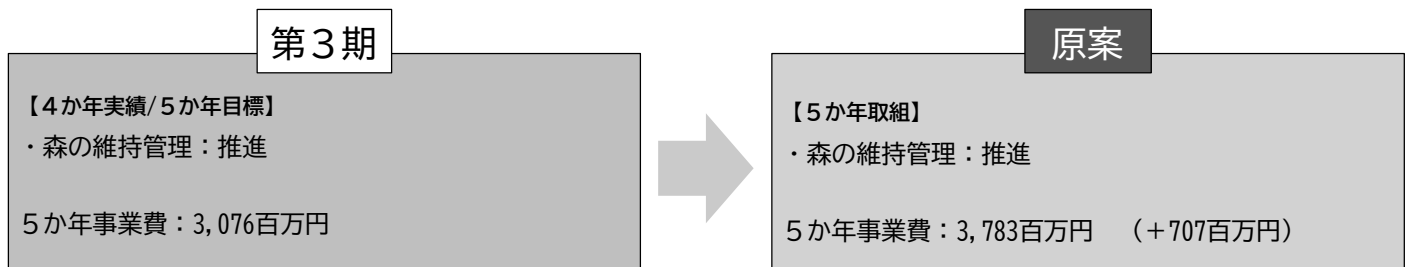 第３期
【４か年実績/５か年目標】
・森の維持管理：推進
５か年事業費：3,076百万円
原案
【５か年取組】
・森の維持管理：推進
５か年事業費：3,783百万円　（＋707百万円）